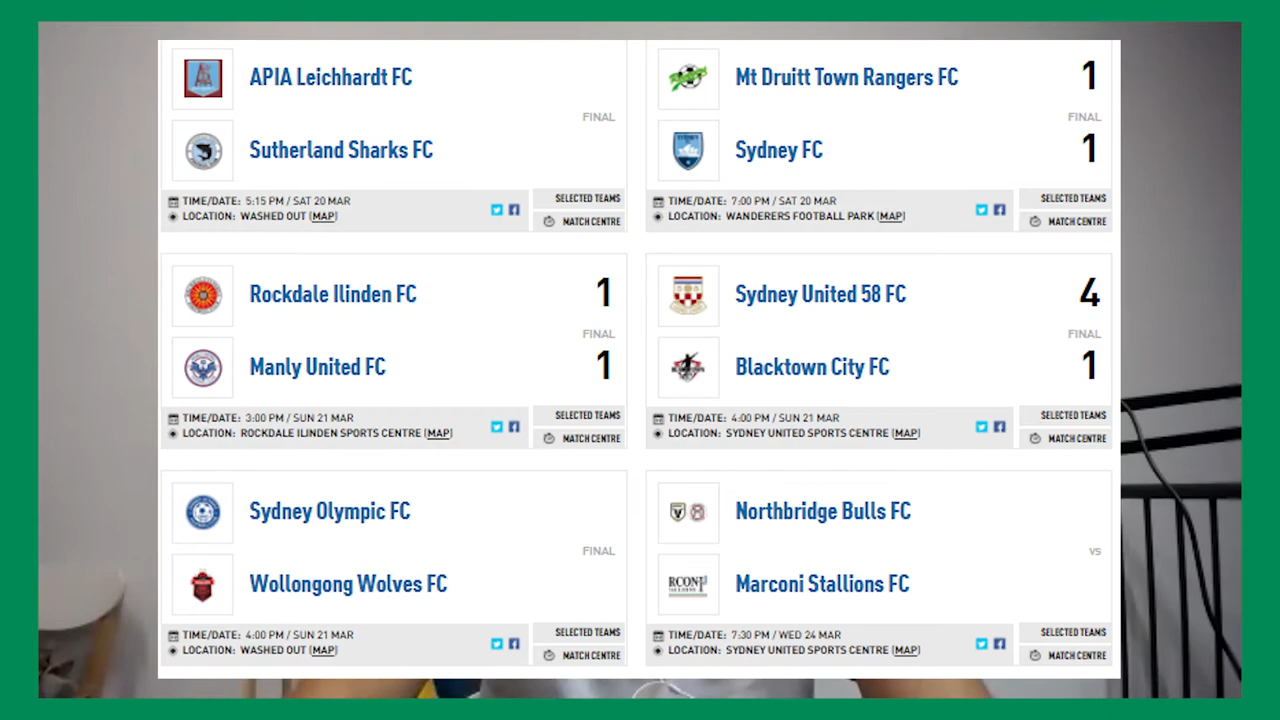 APIA Leichhardt FC
FINAL
Sutherland Sharks FC
TIME/DATE: 5:15 PM / SAT 20 MAR
LOCATION: WASHED OUT (MAP)
SELECTED TEAMS
MATCH CENTRE
Mt Druitt Town Rangers FC 1
FINAL
Sydney FC 1
TIME/DATE: 7:00 PM / SAT 20 MAR
LOCATION: WANDERERS FOOTBALL PARK (MAP)
SELECTED TEAMS
MATCH CENTRE
Rockdale Ilinden FC 1
FINAL
Manly United FC 1
TIME/DATE: 3:00 PM / SUN 21 MAR
LOCATION: ROCKDALE ILINDEN SPORTS CENTRE (MAP)
SELECTED TEAMS
MATCH CENTRE
Sydney United 58 FC 4
FINAL
Blacktown City FC 1
TIME/DATE: 4:00 PM / SUN 21 MAR
LOCATION: SYDNEY UNITED SPORTS CENTRE (MAP)
SELECTED TEAMS
MATCH CENTRE
Sydney Olympic FC
FINAL
Wollongong Wolves FC
TIME/DATE: 4:00 PM / SUN 21 MAR
LOCATION: WASHED OUT (MAP)
SELECTED TEAMS
MATCH CENTRE
Northbridge Bulls FC
VS
Marconi Stallions FC
TIME/DATE: 7:30 PM / WED 24 MAR
LOCATION: SYDNEY UNITED SPORTS CENTRE (MAP)
SELECTED TEAMS
MATCH CENTRE